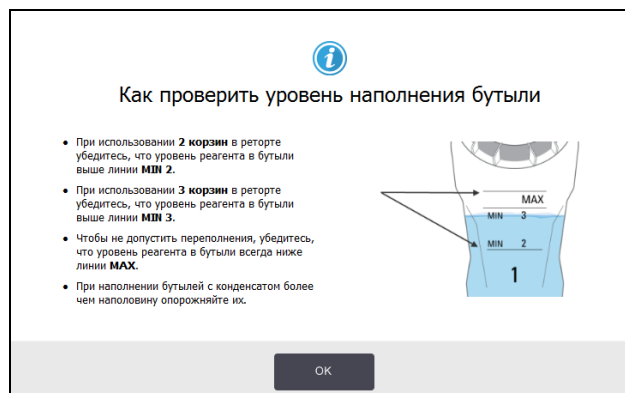 i
Как проверить уровень наполнения бутыли
• При использовании 2 корзин в реторте
убедитесь, что уровень реагента в бутыли
выше линии MIN 2.
• При использовании 3 корзин в реторте
убедитесь, что уровень реагента в бутыли
выше линии MIN 3.
• Чтобы не допустить переполнения, убедитесь,
что уровень реагента в бутыли всегда ниже
линии MAX.
• При наполнении бутылей с конденсатом более
чем наполовину опорожняйте их.
MAX
MIN 3
MIN 2
1
OK